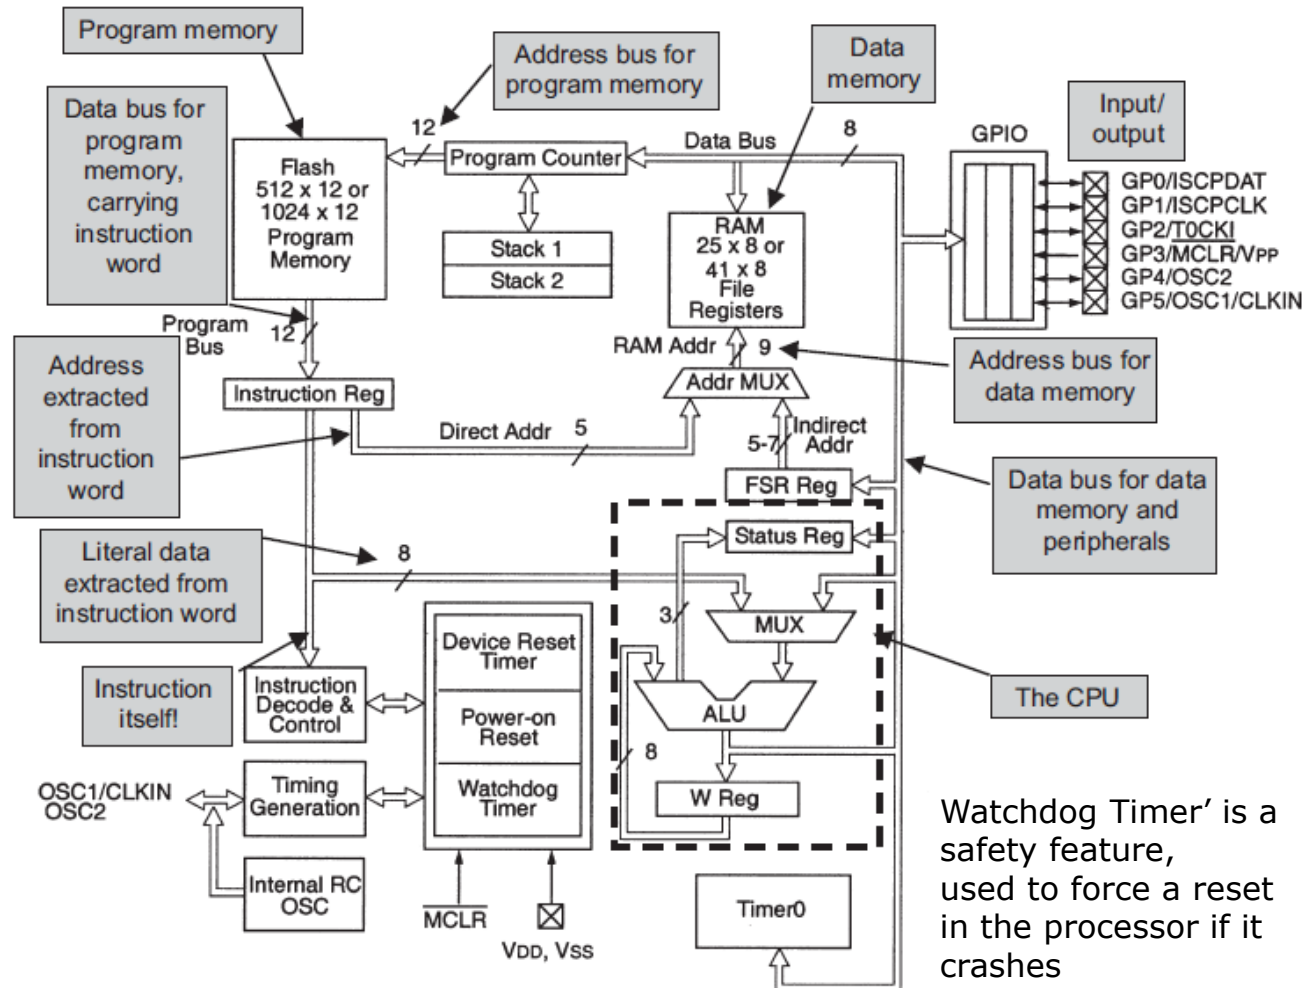 Program memory
Address bus for
program memory
Data
memory
Input/
output
Data bus for
program
memory,
carrying
instruction
word
12
Program Counter
Data Bus
8
GPIO
Flash
512 x 12 or
1024 x 12
Program
Memory
Stack 1
Stack 2
RAM
25 x 8 or
41 x 8
File
Registers
GP0/ISCPDAT
GP1/ISCPCLK
GP2/T0CKI
GP3/MCLR/VPP
GP4/OSC2
GP5/OSC1/CLKIN
Program
Bus
12
RAM Addr
9
Address bus for
data memory
Address
extracted
from
instruction
word
Instruction Reg
Addr MUX
Direct Addr
5
5-7
Indirect
Addr
FSR Reg
Data bus for data
memory and
peripherals
Literal data
extracted from
instruction word
8
Status Reg
3
MUX
Device Reset
Timer
Power-on
Reset
Watchdog
Timer
Instruction
itself!
Instruction
Decode &
Control
ALU
The CPU
8
W Reg
OSC1/CLKIN
OSC2
Timing
Generation
Internal RC
OSC
MCLR
VDD, VSS
Timer0
Watchdog Timer’ is a
safety feature,
used to force a reset
in the processor if it
crashes